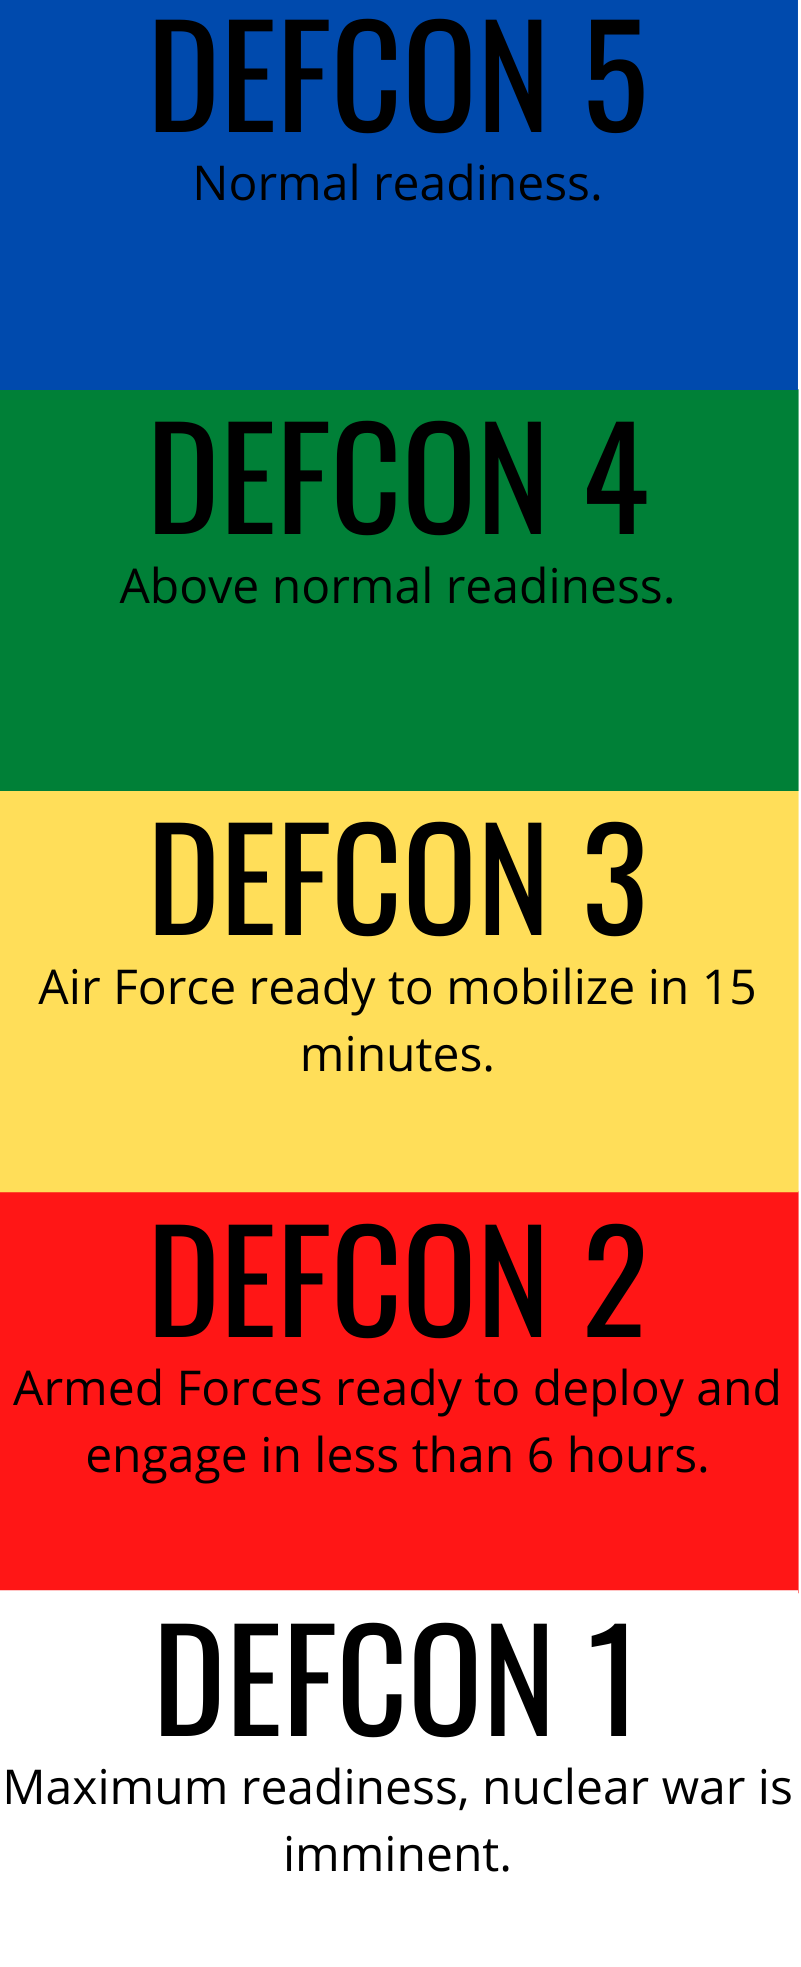 DEFCON 5
Normal readiness.
DEFCON 4
Above normal readiness.
DEFCON 3
Air Force ready to mobilize in 15
minutes.
DEFCON 2
Armed Forces ready to deploy and
engage in less than 6 hours.
DEFCON 1
Maximum readiness, nuclear war is
imminent.